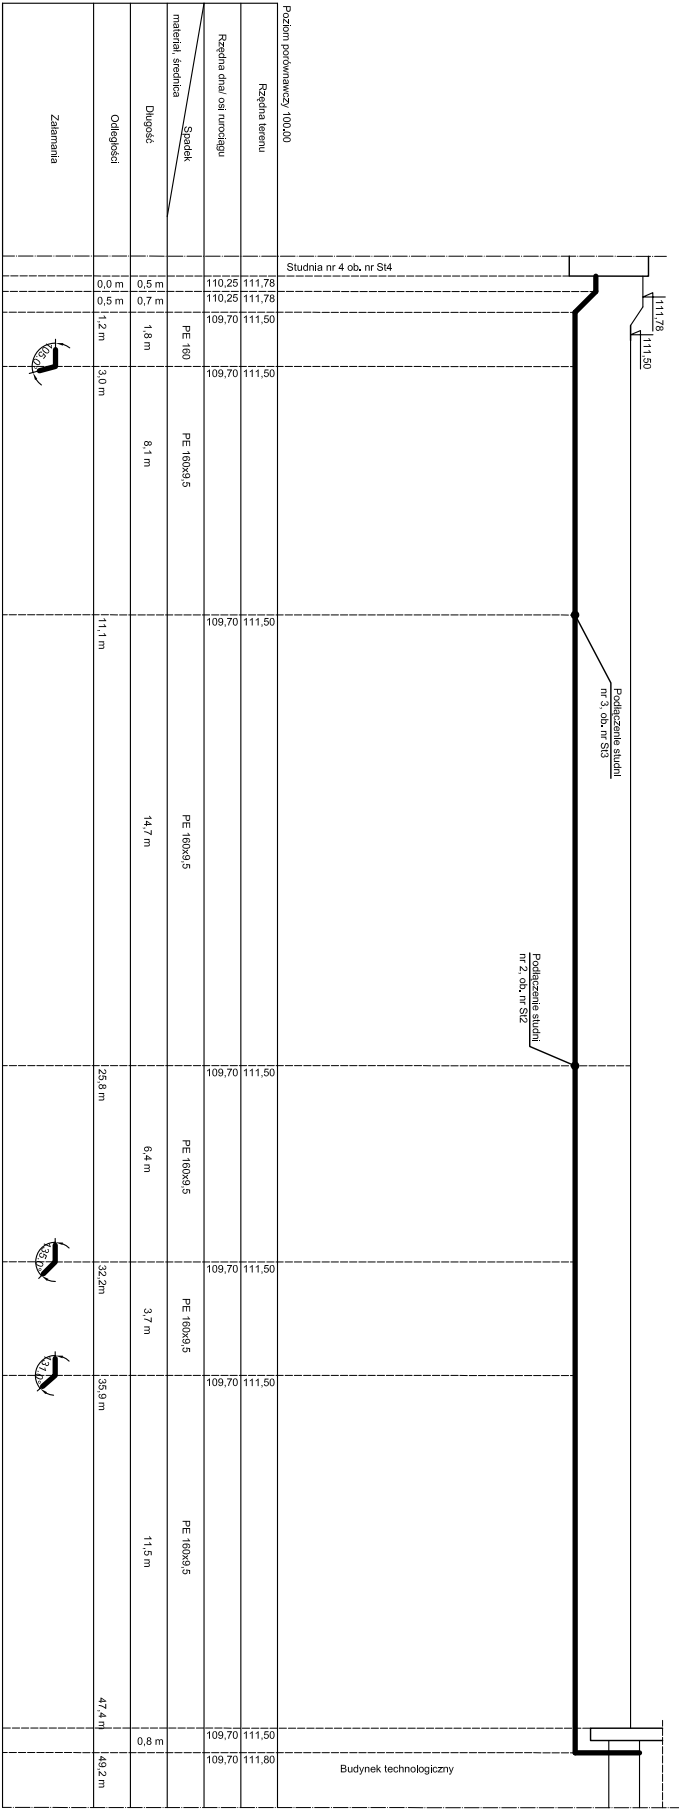 111,78
111,50
Podłączenie studni
nr 3, ob. nr St3
Podłączenie studni
nr 2, ob. nr St2
Studnia nr 4 ob. nr St4
Budynek technologiczny
Poziom porównawczy 100.00
Rzędna terenu
111,78
111,78
111,50
111,50
111,50
111,50
111,50
111,50
111,50
111,80
Rzędna dna/ osi rurociągu
110,25
110,25
109,70
109,70
109,70
109,70
109,70
109,70
109,70
109,70
Spadek
materiał, średnica
PE 160
PE 160x9,5
PE 160x9,5
PE 160x9,5
PE 160x9,5
PE 160x9,5
Długość
0,5 m
0,7 m
1,8 m
8,1 m
14,7 m
6,4 m
3,7 m
11,5 m
0,8 m
Odległości
0,0 m
0,5 m
1,2 m
3,0 m
11,1 m
25,8 m
32,2m
35,9 m
47,4 m
49,2 m
Załamania
105,0°
135,0°
131,0°